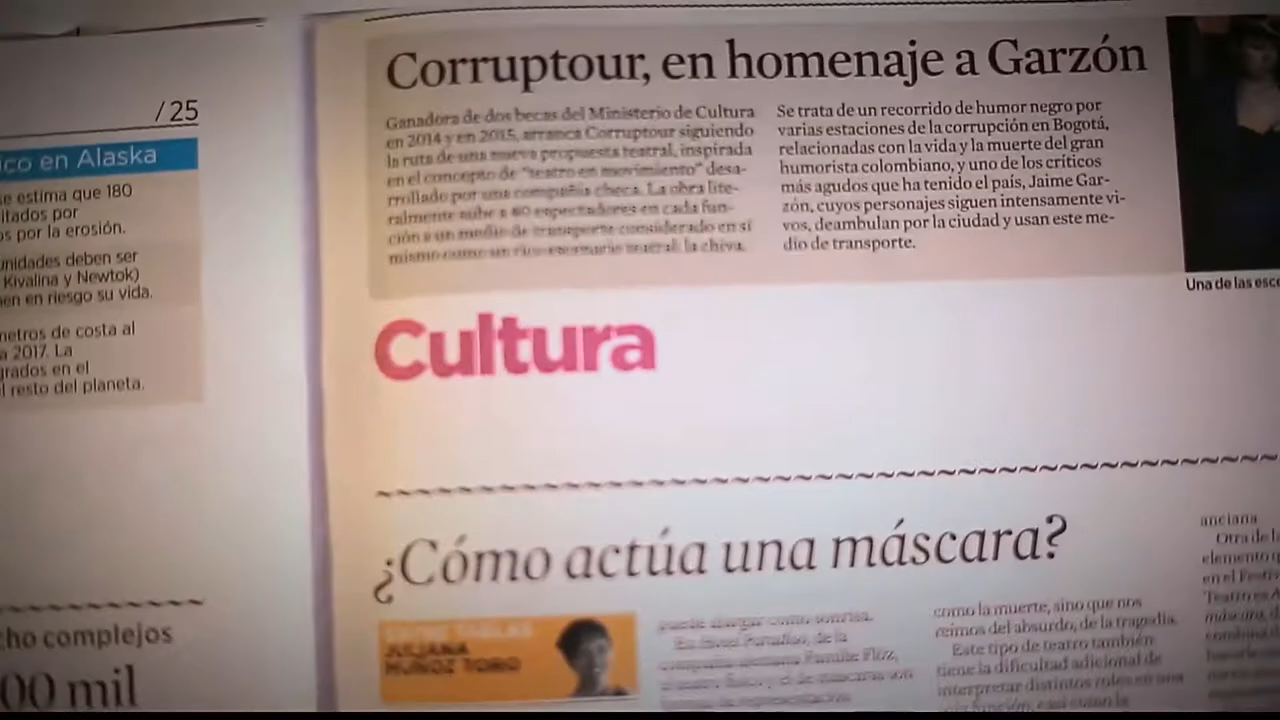 /25
ico en Alaska
se estima que 180
itados por
os por la erosión.
unidades deben ser
Kivalina y Newtok)
nen en riesgo su vida.
metros de costa al
a 2017. La
grados en el
l resto del planeta.
cho complejos
00 mil
Corruptour, en homenaje a Garzón
Ganadora de dos becas del Ministerio de Cultura
en 2014 y en 2015, arranca Corruptour siguiendo
la ruta de una nueva propuesta teatral, inspirada
en el concepto de "teatro en movimiento" desa-
rrollado por una compañía checa. La obra lite-
ralmente sube a 80 espectadores en cada fun-
ción a un medio de transporte considerado en sí
mismo como un escenario teatral: la chiva.
Se trata de un recorrido de humor negro por
varias estaciones de la corrupción en Bogotá,
relacionadas con la vida y la muerte del gran
humorista colombiano, y uno de los críticos
más agudos que ha tenido el país, Jaime Gar-
zón, cuyos personajes siguen intensamente vi-
vos, deambulan por la ciudad y usan este me-
dio de transporte.
Una de las esc
Cultura
¿Cómo actúa una máscara?
ENTRE TABLAS
JULIANA
MUÑOZ TORO
como la muerte, sino que nos
reímos del absurdo, de la tragedia.
Este tipo de teatro también
tiene la dificultad adicional de
interpretar distintos roles en una
anciana
Otra de l
elemento
en el Festi